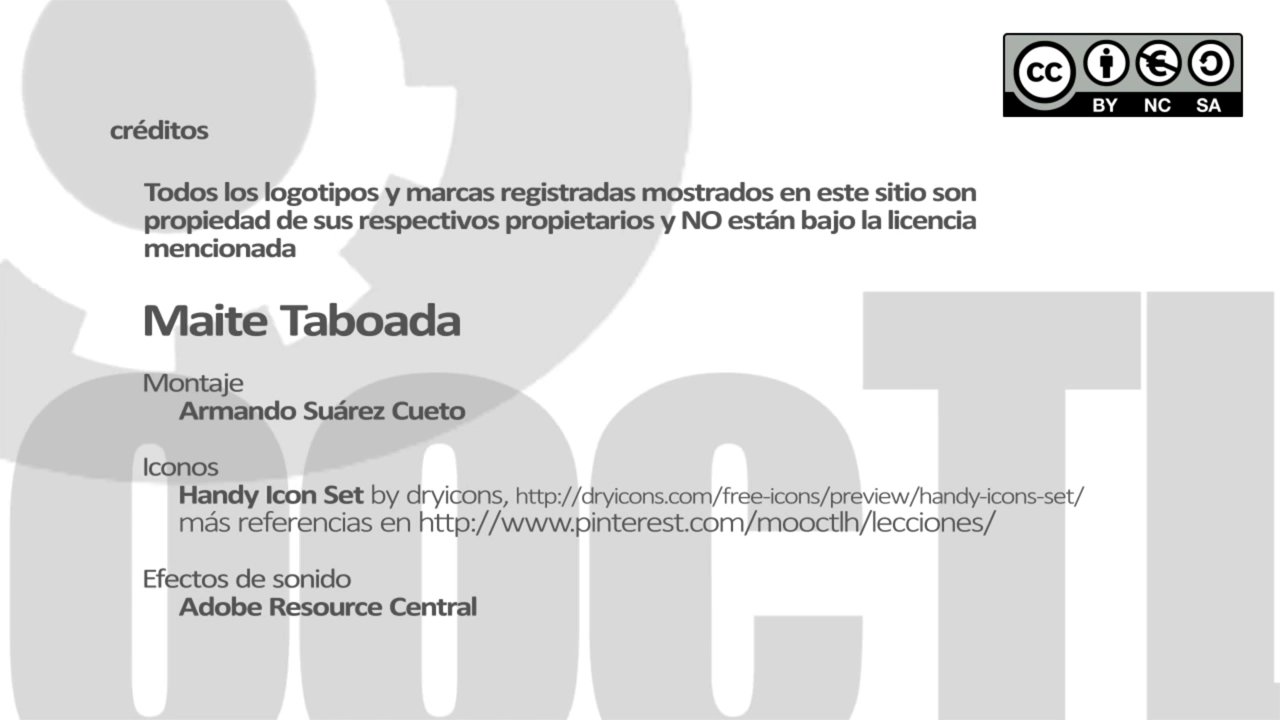 CC BY NC SA
créditos
Todos los logotipos y marcas registradas mostrados en este sitio son
propiedad de sus respectivos propietarios y NO están bajo la licencia
mencionada
Maite Taboada
Montaje
Armando Suárez Cueto
Iconos
Handy Icon Set by dryicons, http://dryicons.com/free-icons/preview/handy-icons-set/
más referencias en http://www.pinterest.com/mooctlh/lecciones/
Efectos de sonido
Adobe Resource Central
oocTL